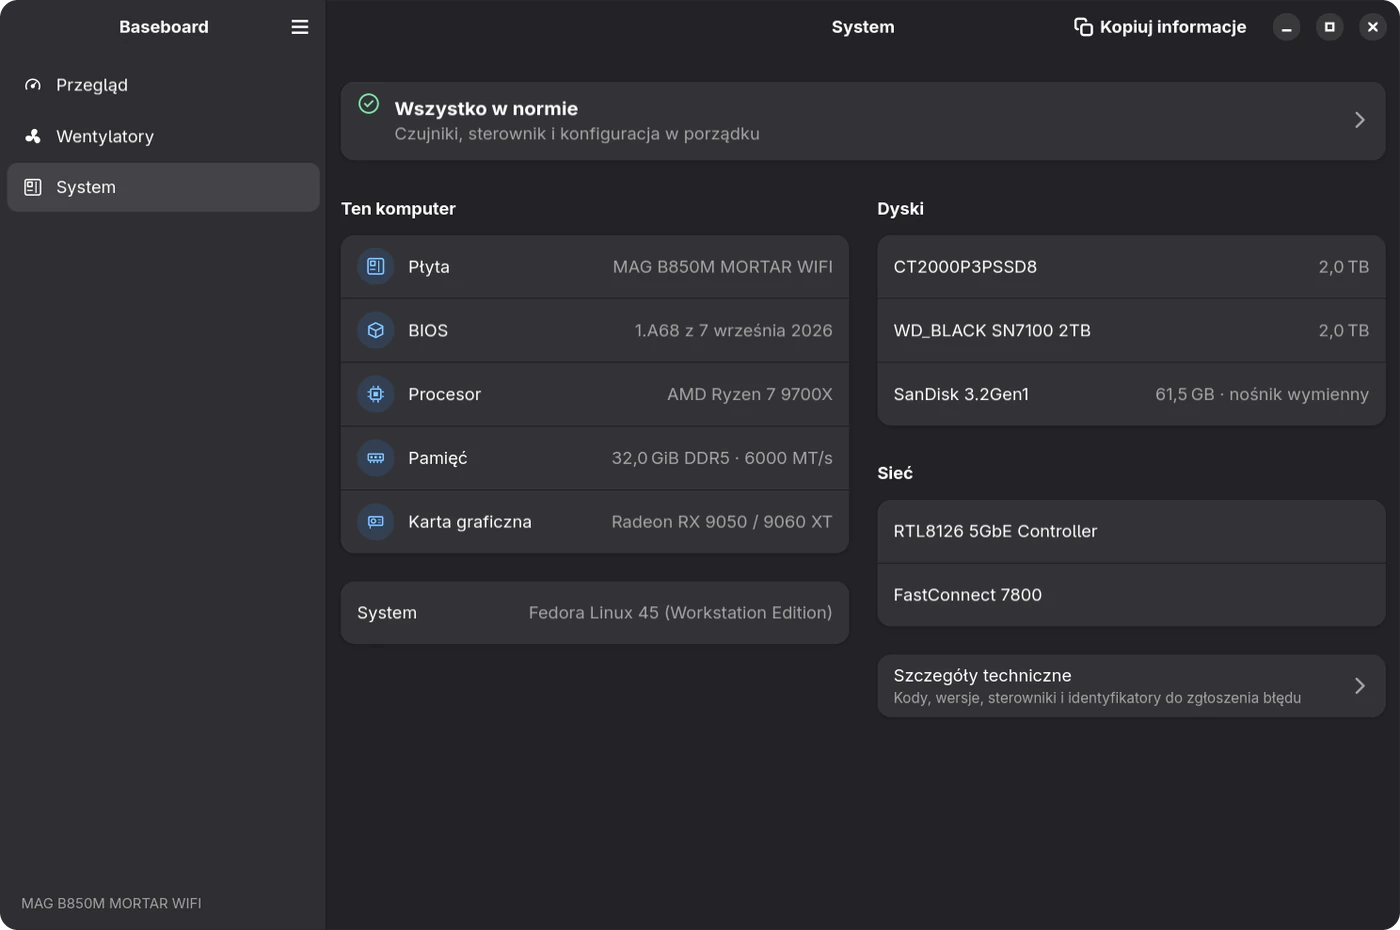 Baseboard
Przegląd
Wentylatory
System
MAG B850M MORTAR WIFI
System
Kopiuj informacje
Wszystko w normie
Czujniki, sterownik i konfiguracja w porządku
Ten komputer
Płyta MAG B850M MORTAR WIFI
BIOS 1.A68 z 7 września 2026
Procesor AMD Ryzen 7 9700X
Pamięć 32,0 GiB DDR5 · 6000 MT/s
Karta graficzna Radeon RX 9050 / 9060 XT
System Fedora Linux 45 (Workstation Edition)
Dyski
CT2000P3PSSD8 2,0 TB
WD_BLACK SN7100 2TB 2,0 TB
SanDisk 3.2Gen1 61,5 GB · nośnik wymienny
Sieć
RTL8126 5GbE Controller
FastConnect 7800
Szczegóły techniczne
Kody, wersje, sterowniki i identyfikatory do zgłoszenia błędu